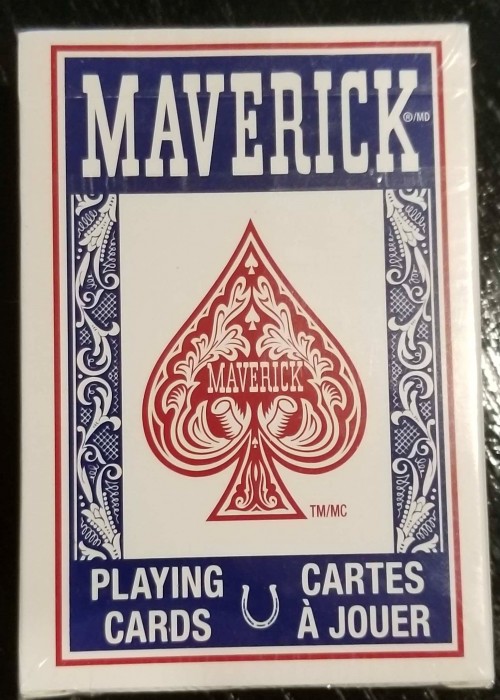 MAVERICK
®/MD
MAVERICK
TM/MC
PLAYING
CARDS
CARTES
À JOUER